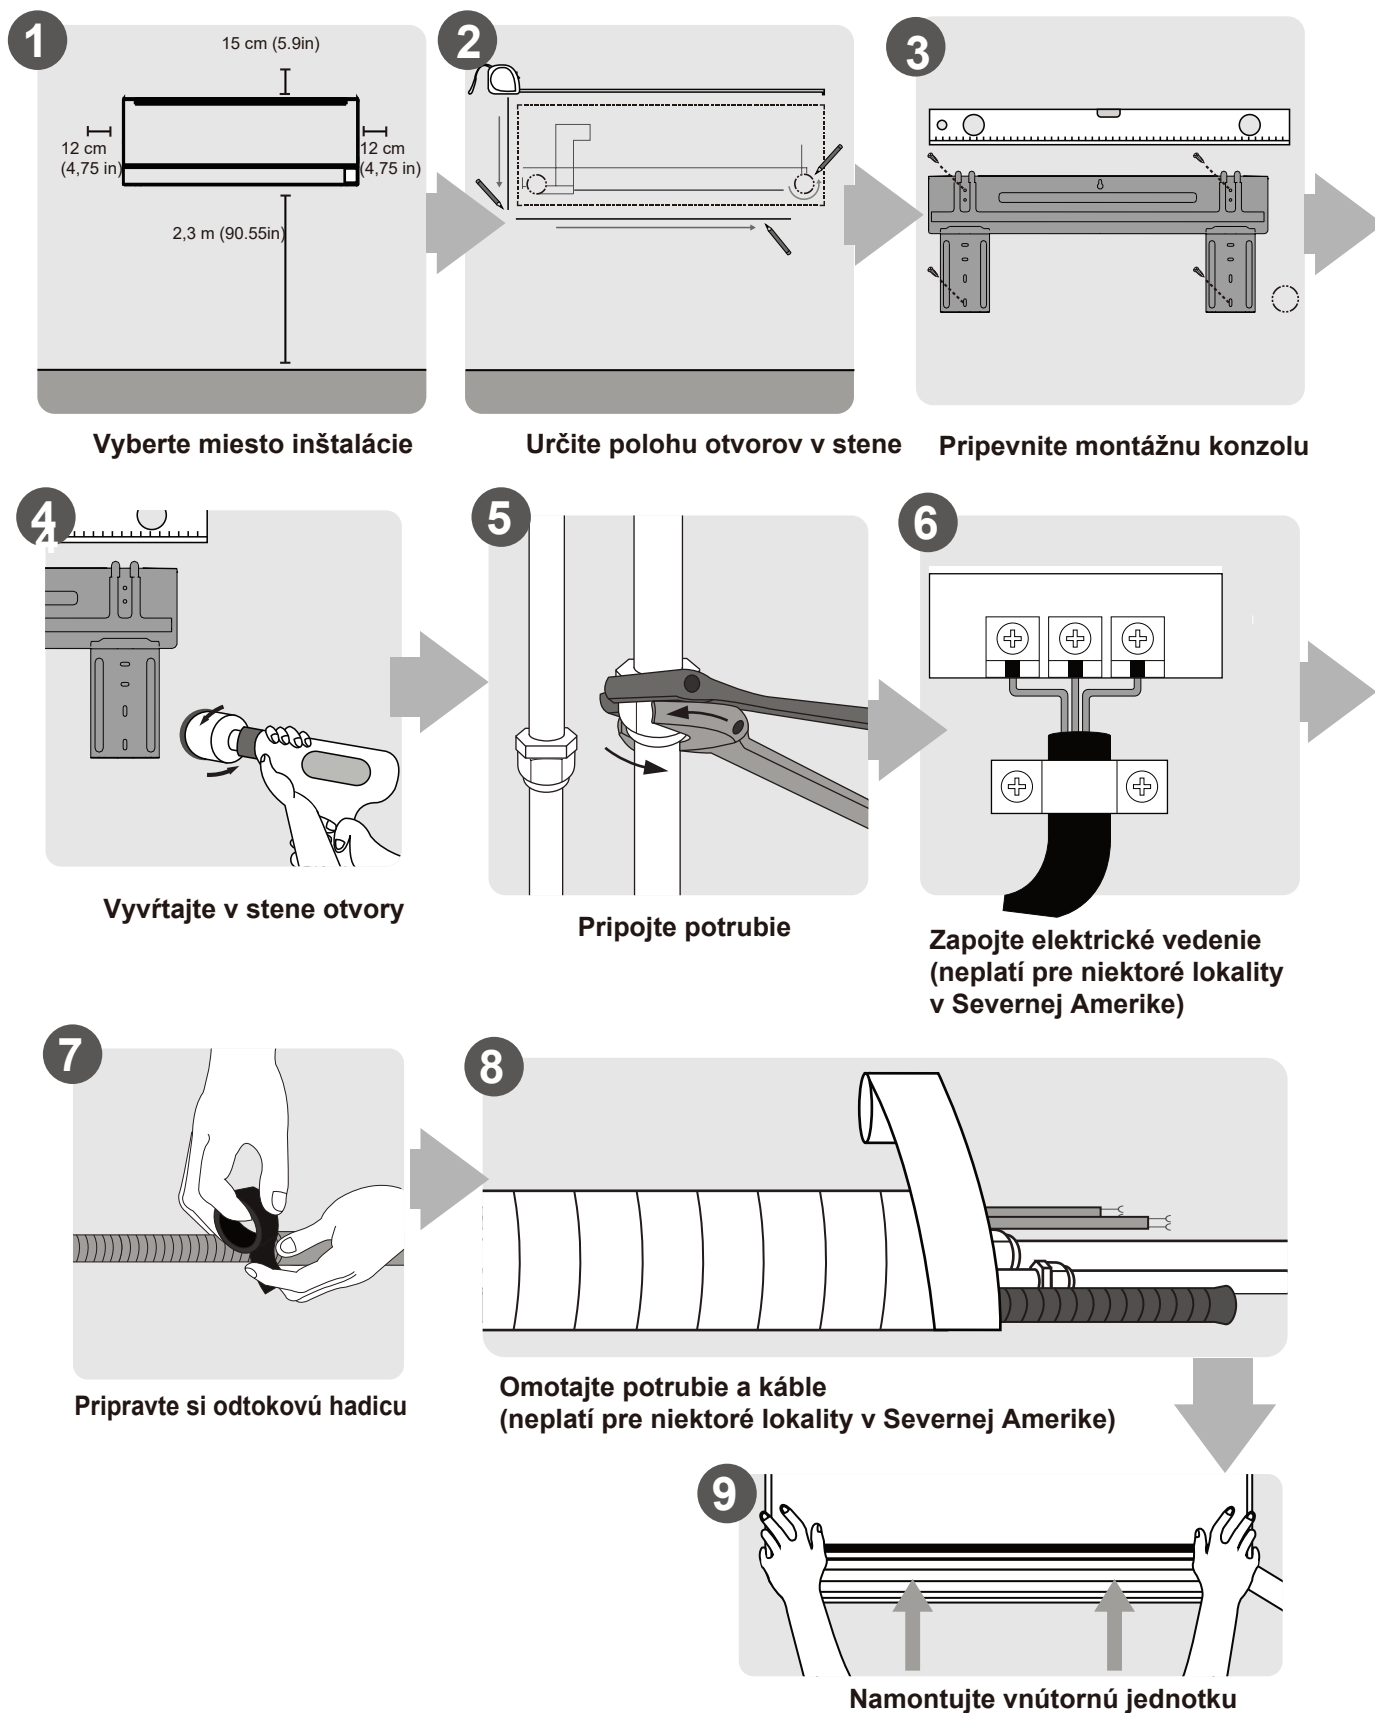 1
15 cm (5.9in)
12 cm
(4,75 in)
12 cm
(4,75 in)
2,3 m (90.55in)
Vyberte miesto inštalácie
2
Určite polohu otvorov v stene
3
Pripevnite montážnu konzolu
4
4
Vyvŕtajte v stene otvory
5
Pripojte potrubie
6
Zapojte elektrické vedenie
(neplatí pre niektoré lokality
v Severnej Amerike)
7
Pripravte si odtokovú hadicu
8
Omotajte potrubie a káble
(neplatí pre niektoré lokality v Severnej Amerike)
9
Namontujte vnútornú jednotku